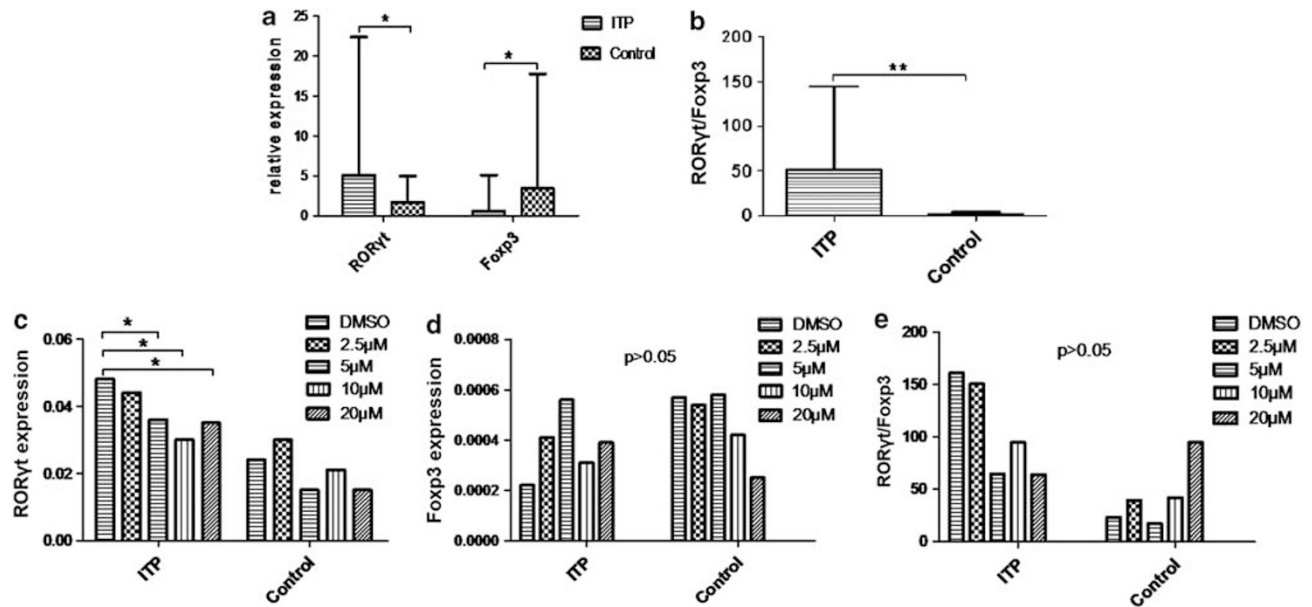 a
relative expression
25
20
15
10
5
0
*
*
ITP
Control
RORγt
Foxp3
b
RORγt/Foxp3
200
150
100
50
0
**
ITP
Control
c
RORγt expression
0.06
0.04
0.02
0.00
*
*
*
DMSO
2.5μM
5μM
10μM
20μM
ITP
Control
d
Foxp3 expression
0.0008
0.0006
0.0004
0.0002
0.0000
p>0.05
DMSO
2.5μM
5μM
10μM
20μM
ITP
Control
e
RORγt/Foxp3
200
150
100
50
0
p>0.05
DMSO
2.5μM
5μM
10μM
20μM
ITP
Control